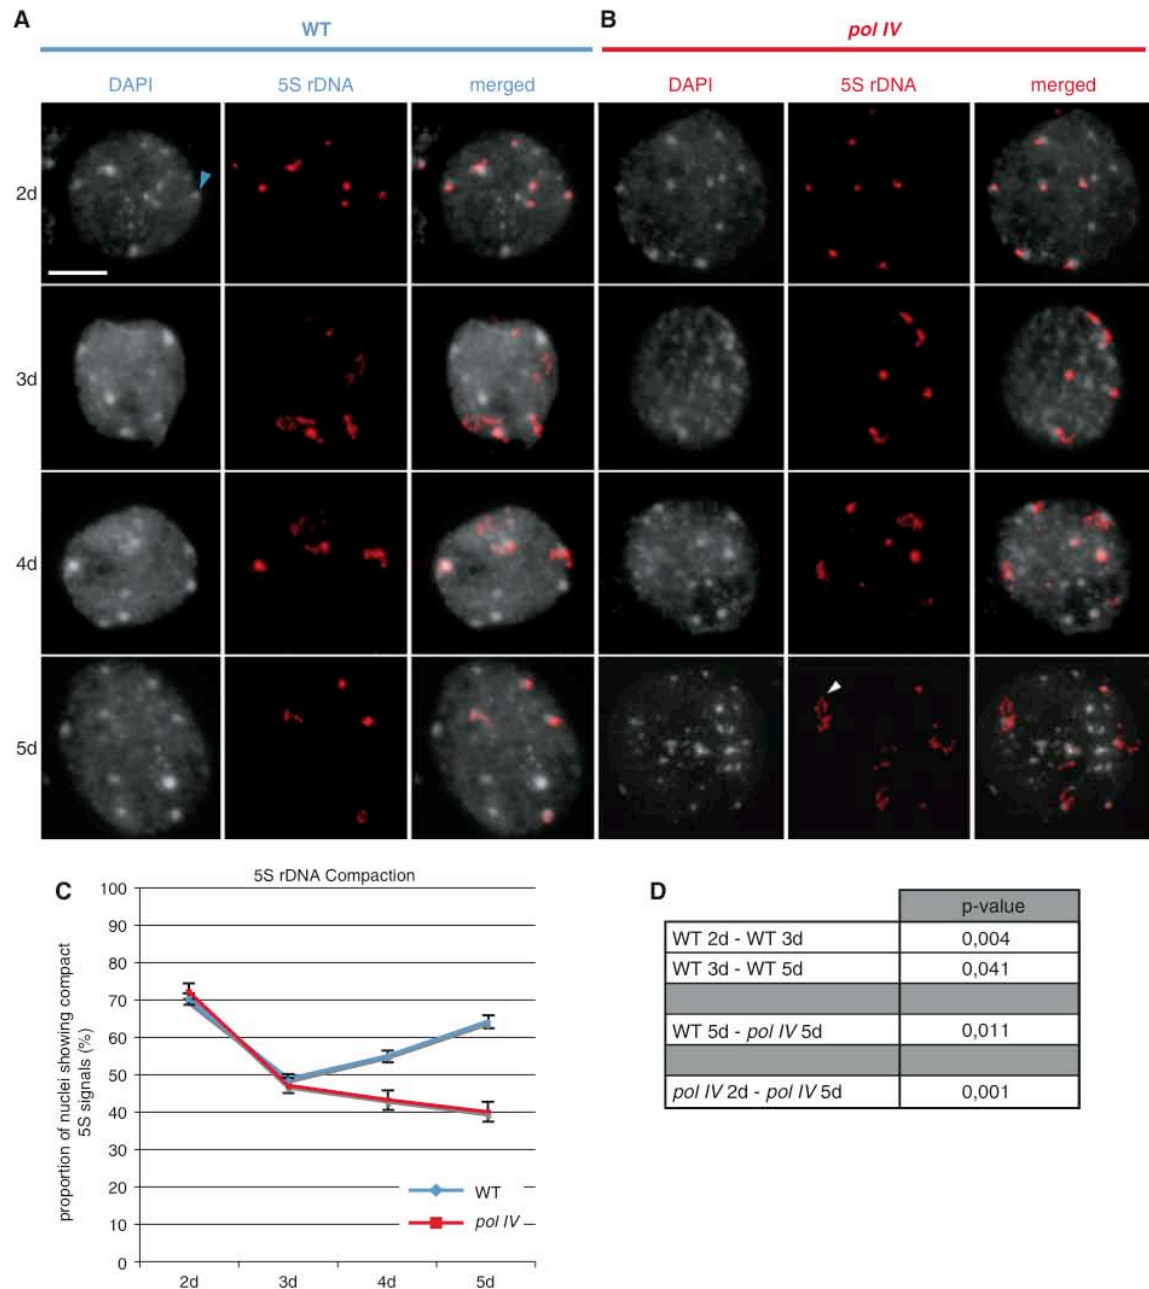 A
WT
B
pol IV
DAPI
5S rDNA
merged
DAPI
5S rDNA
merged
2d
3d
4d
5d
C
5S rDNA Compaction
proportion of nuclei showing compact
5S signals (%)
100
90
80
70
60
50
40
30
20
10
0
2d
3d
4d
5d
WT
pol IV
D
p-value
WT 2d - WT 3d 0,004
WT 3d - WT 5d 0,041
WT 5d - pol IV 5d 0,011
pol IV 2d - pol IV 5d 0,001